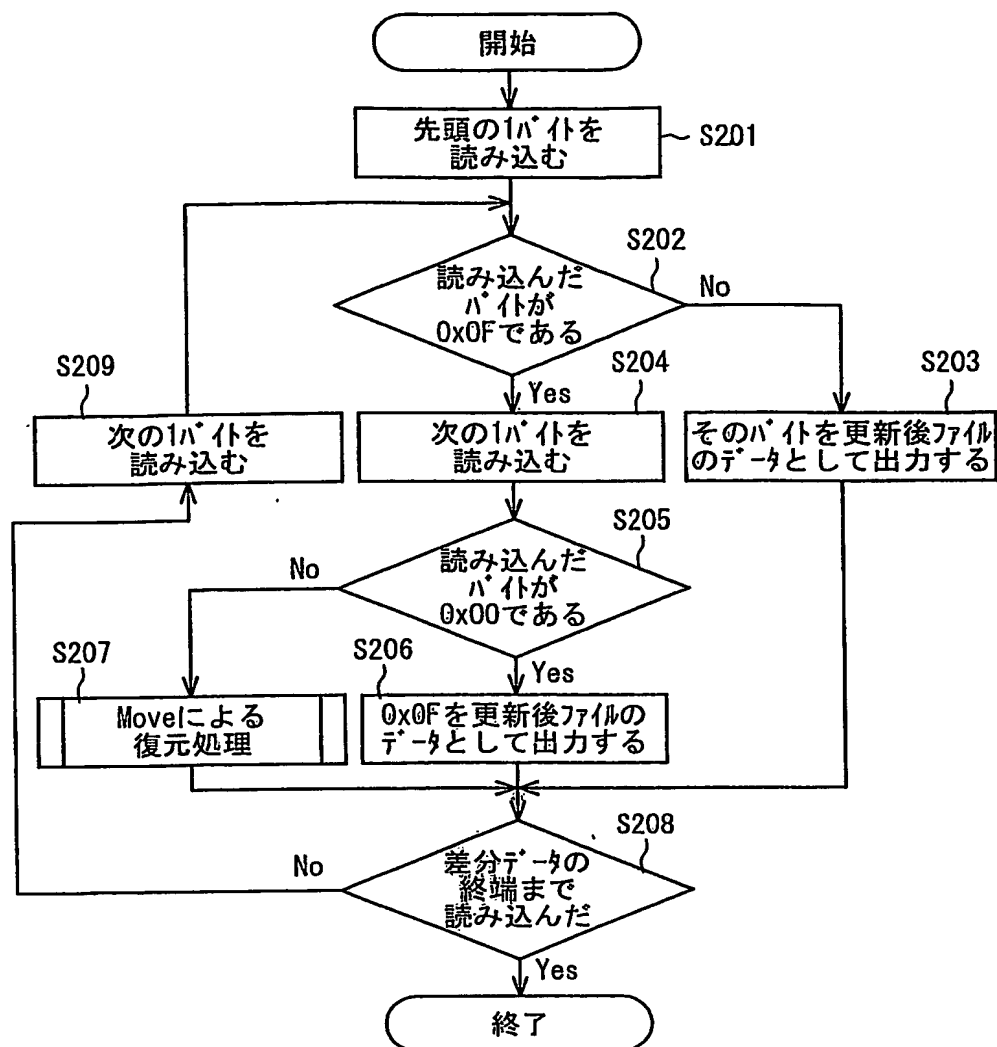 開始
先頭の1バイトを
読み込む
S201
読み込んだ
バイトが
0x0Fである
S202
No
Yes
S209
次の1バイトを
読み込む
S204
次の1バイトを
読み込む
S203
そのバイトを更新後ファイル
のデータとして出力する
S205
読み込んだ
バイトが
0x00である
No
Yes
S207
Moveによる
復元処理
S206
0x0Fを更新後ファイルの
データとして出力する
S208
差分データの
終端まで
読み込んだ
No
Yes
終了